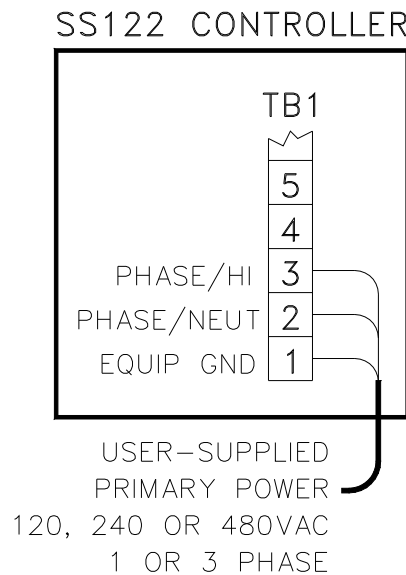 SS122 CONTROLLER
TB1
5
4
PHASE/HI 3
PHASE/NEUT 2
EQUIP GND 1
USER-SUPPLIED
PRIMARY POWER
120, 240 OR 480VAC
1 OR 3 PHASE